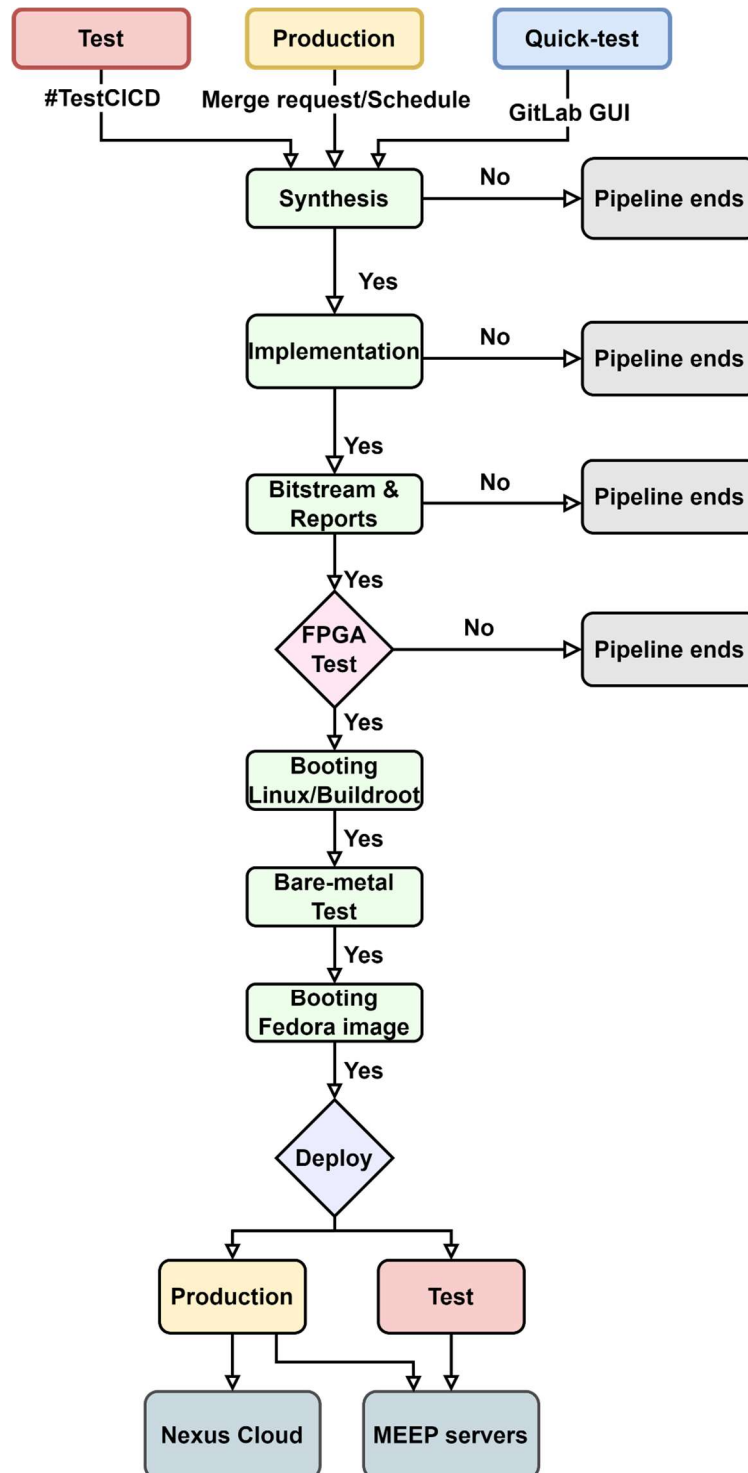 Test
Production
Quick-test
#TestCICD
Merge request/Schedule
GitLab GUI
Synthesis
No
Pipeline ends
Yes
Implementation
No
Pipeline ends
Yes
Bitstream &
Reports
No
Pipeline ends
Yes
FPGA
Test
No
Pipeline ends
Yes
Booting
Linux/Buildroot
Yes
Bare-metal
Test
Yes
Booting
Fedora image
Yes
Deploy
Production
Test
Nexus Cloud
MEEP servers